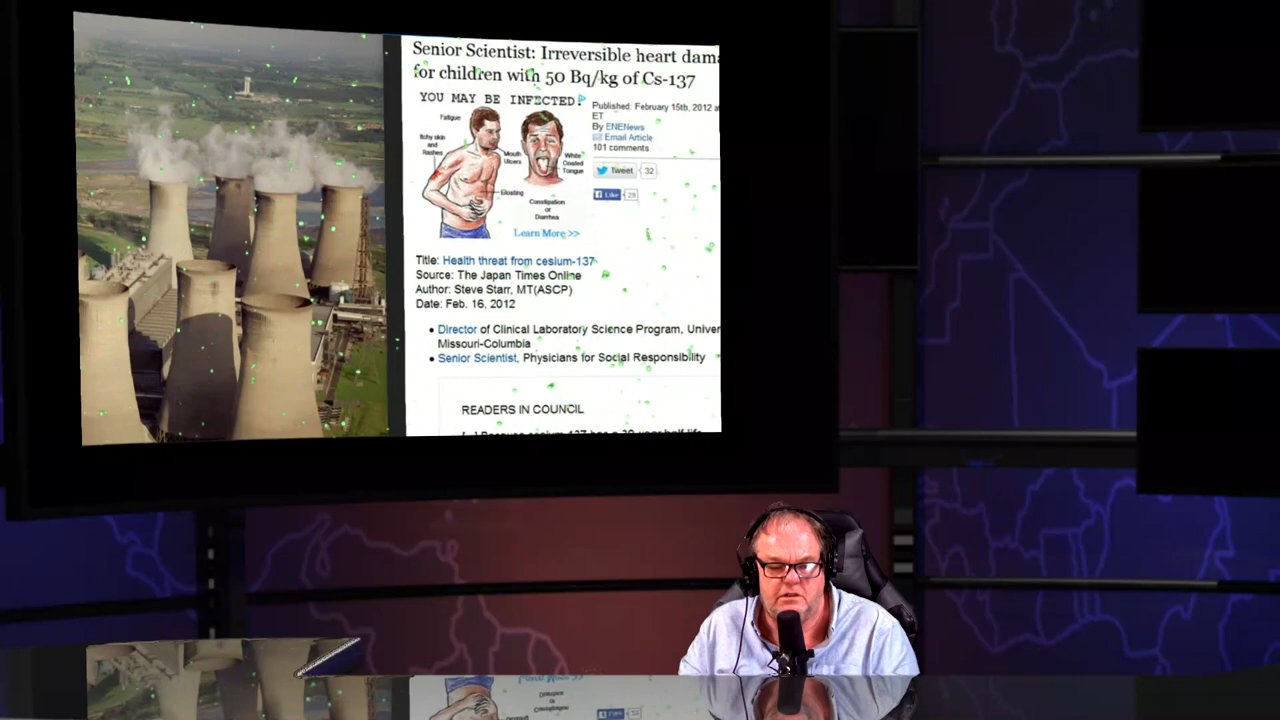 Senior Scientist: Irreversible heart
for children with 50 Bq/kg of Cs-137
YOU MAY BE INFECTED?
Fatigue
Itchy skin
and
Rashes
Mouth
Ulcers
White
Coated
Tongue
Bloating
Constipation
or
Diarrhea
Learn More >>
Published: February 15th, 2012
ET
By ENENews
Email Article
101 comments
Tweet 32
Like
Title: Health threat from cesium-137
Source: The Japan Times Online
Author: Steve Starr, MT(ASCP)
Date: Feb. 16, 2012
• Director of Clinical Laboratory Science Program,
Missouri-Columbia
• Senior Scientist, Physicians for Social Responsibility
READERS IN COUNCIL